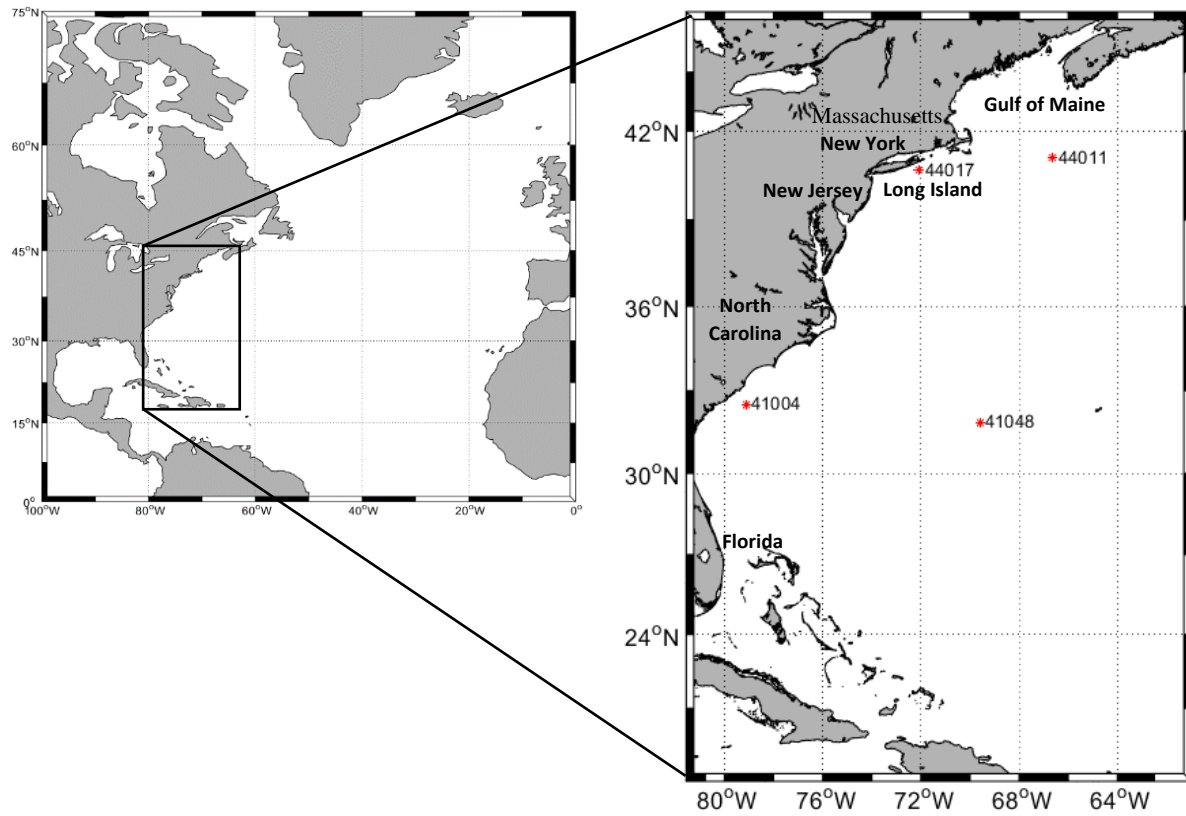 75°N
60°N
45°N
30°N
15°N
0°
100°W
80°W
60°W
40°W
20°W
0°
Gulf of Maine
Massachusetts
42°N
New York
44011
44017
New Jersey
Long Island
36°N
North
Carolina
41004
41048
30°N
Florida
24°N
80°W
76°W
72°W
68°W
64°W